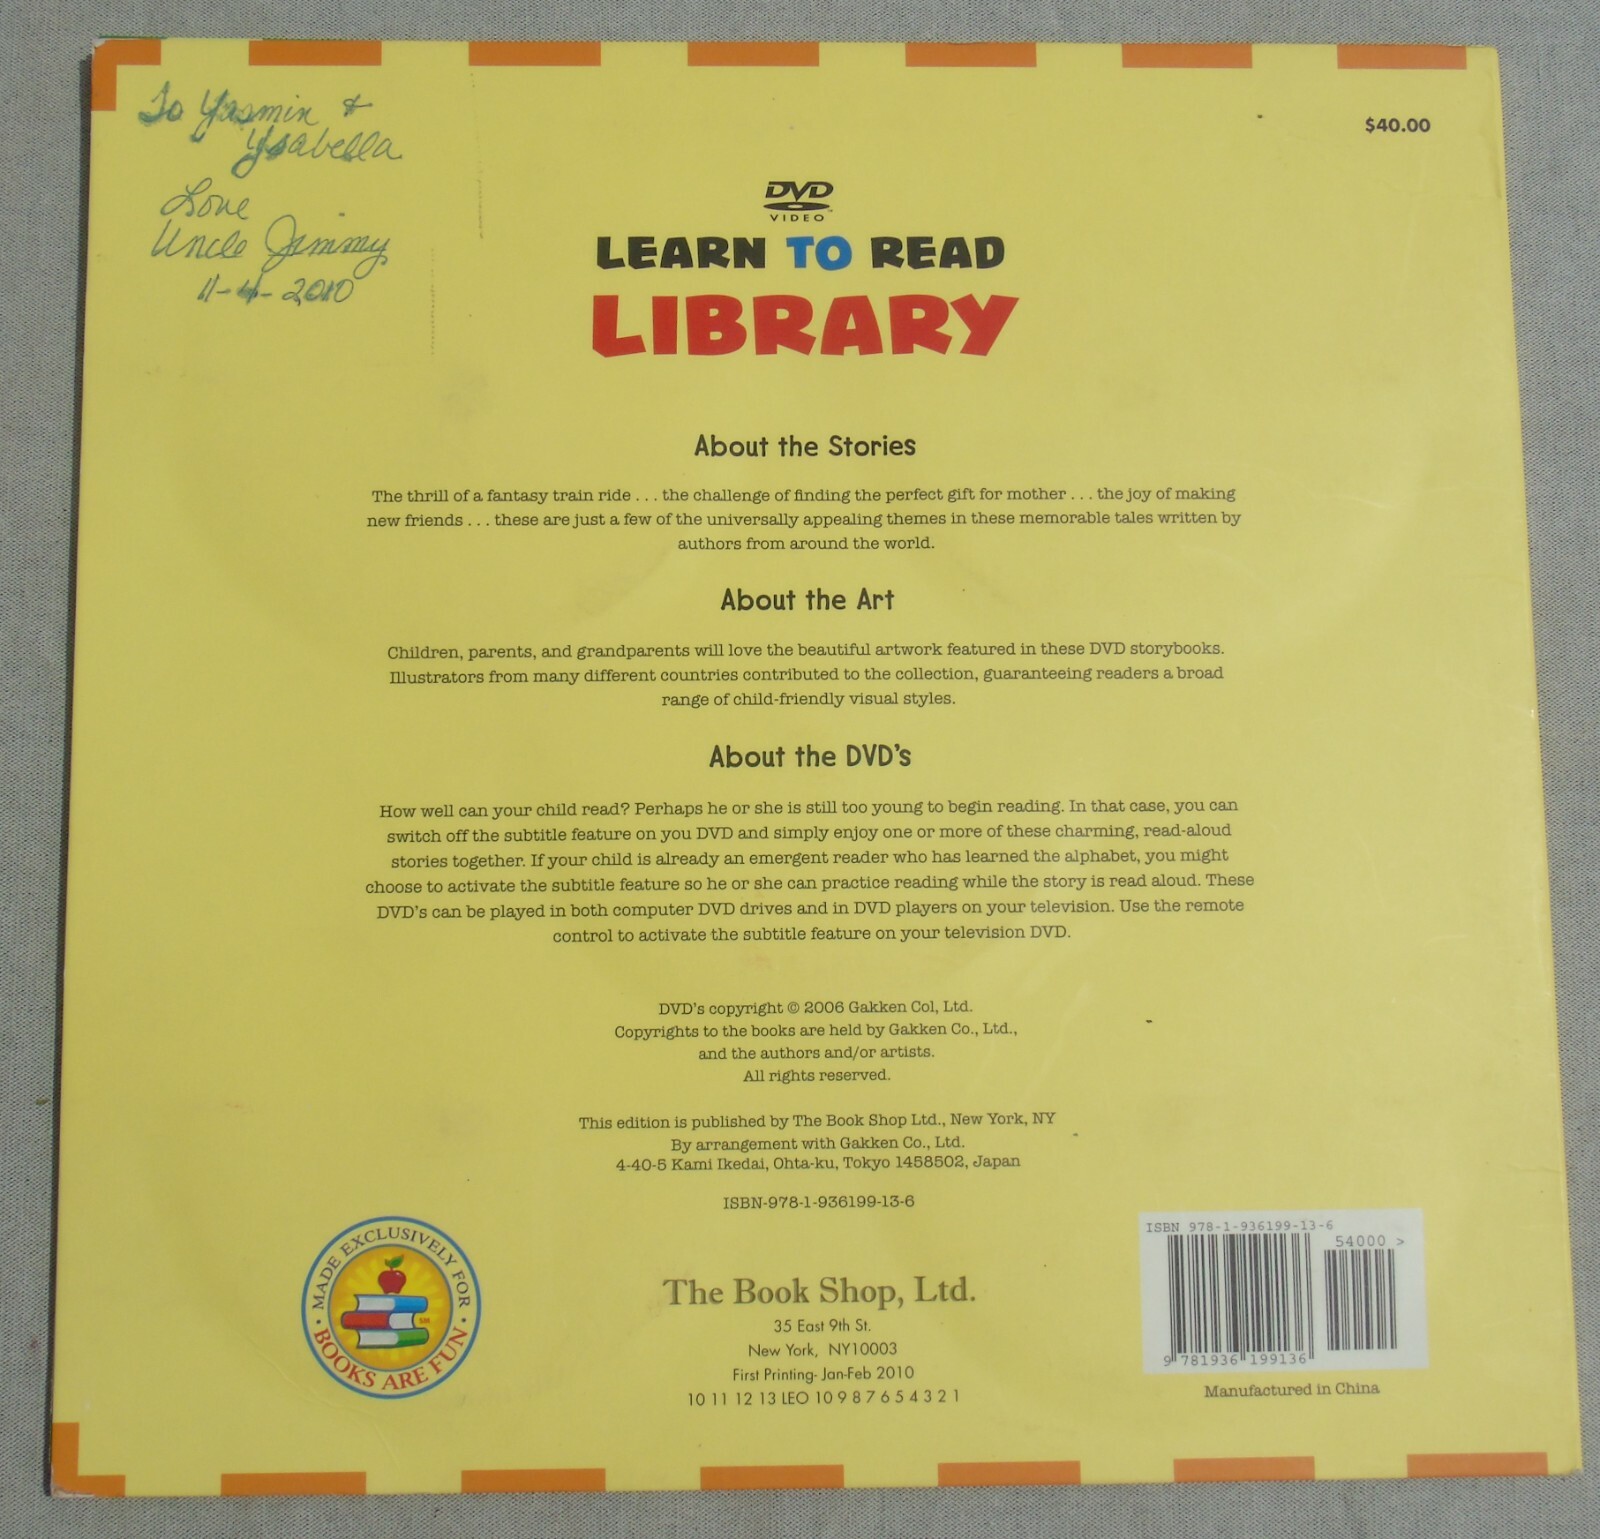 To Yasmin &
Ysabella
Love
Uncle Jimmy
11-4-2010
$40.00
DVD
VIDEO
LEARN TO READ
LIBRARY
About the Stories
The thrill of a fantasy train ride . . . the challenge of finding the perfect gift for mother . . . the joy of making
new friends . . . these are just a few of the universally appealing themes in these memorable tales written by
authors from around the world.
About the Art
Children, parents, and grandparents will love the beautiful artwork featured in these DVD storybooks.
Illustrators from many different countries contributed to the collection, guaranteeing readers a broad
range of child-friendly visual styles.
About the DVD's
How well can your child read? Perhaps he or she is still too young to begin reading. In that case, you can
switch off the subtitle feature on you DVD and simply enjoy one or more of these charming, read-aloud
stories together. If your child is already an emergent reader who has learned the alphabet, you might
choose to activate the subtitle feature so he or she can practice reading while the story is read aloud. These
DVD's can be played in both computer DVD drives and in DVD players on your television. Use the remote
control to activate the subtitle feature on your television DVD.
DVD's copyright © 2006 Gakken Col, Ltd.
Copyrights to the books are held by Gakken Co., Ltd.,
and the authors and/or artists.
All rights reserved.
This edition is published by The Book Shop Ltd., New York, NY
By arrangement with Gakken Co., Ltd.
4-40-5 Kami Ikedai, Ohta-ku, Tokyo 1458502, Japan
ISBN-978-1-936199-13-6
MADE EXCLUSIVELY FOR
• BOOKS ARE FUN •
SM
The Book Shop, Ltd.
35 East 9th St.
New York, NY10003
First Printing- Jan-Feb 2010
10 11 12 13 LEO 10 9 8 7 6 5 4 3 2 1
ISBN 978-1-936199-13-6
54000 >
9 781936 199136
Manufactured in China